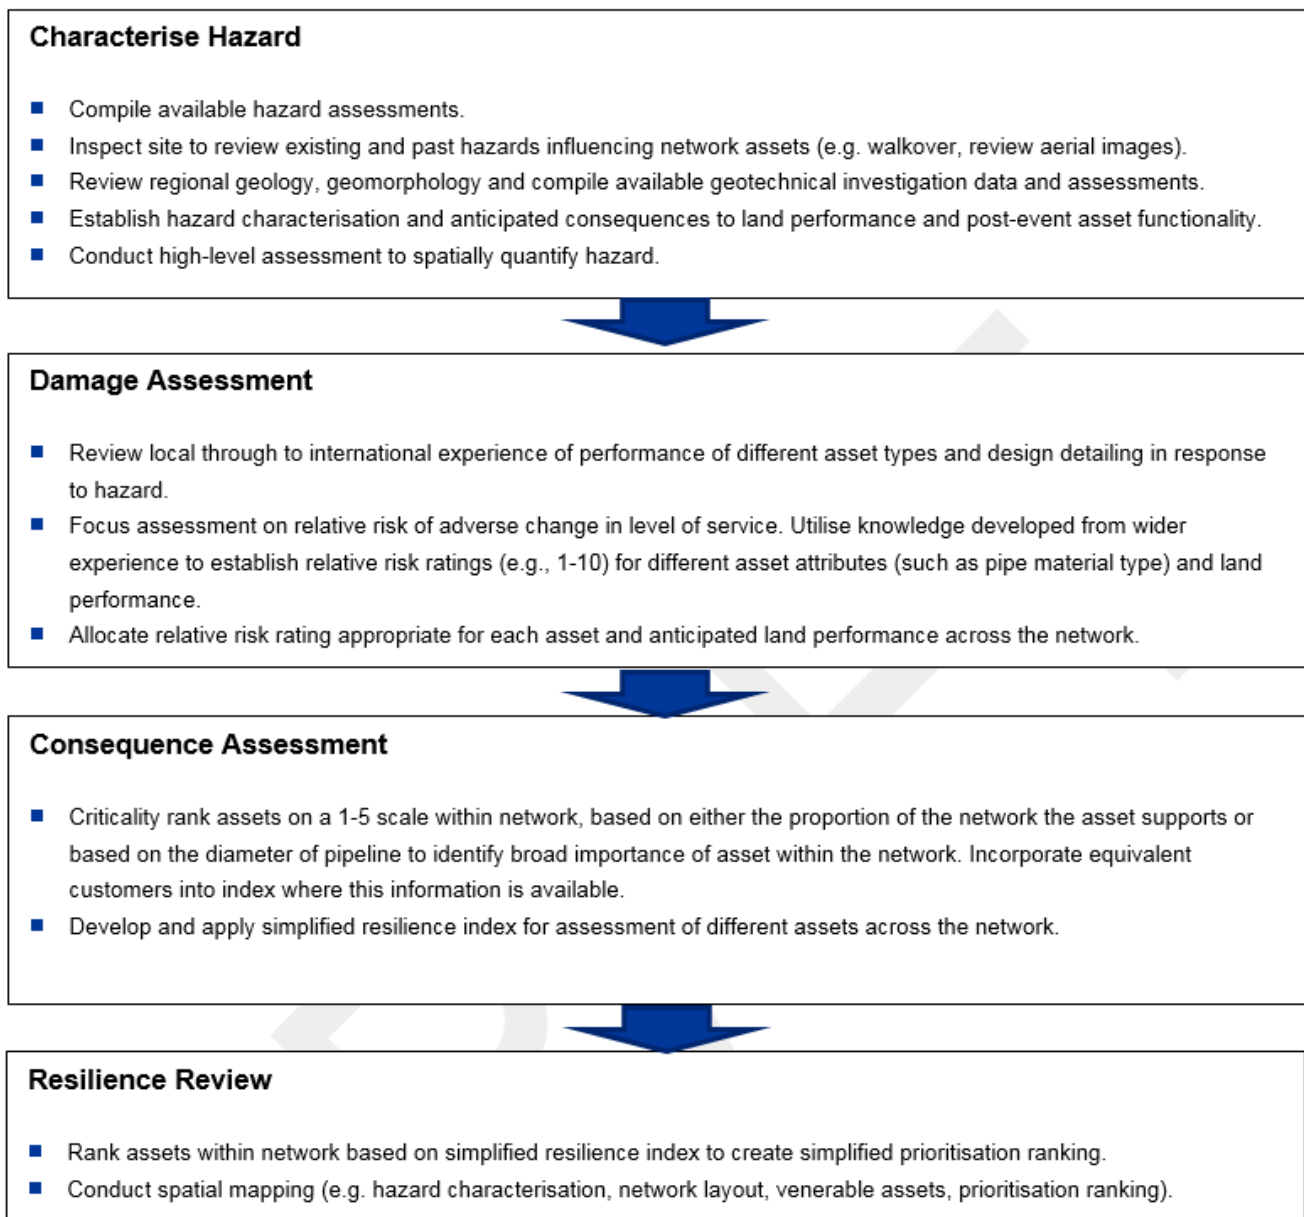 Characterise Hazard
Compile available hazard assessments.
Inspect site to review existing and past hazards influencing network assets (e.g. walkover, review aerial images).
Review regional geology, geomorphology and compile available geotechnical investigation data and assessments.
Establish hazard characterisation and anticipated consequences to land performance and post-event asset functionality.
Conduct high-level assessment to spatially quantify hazard.
Damage Assessment
Review local through to international experience of performance of different asset types and design detailing in response
to hazard.
Focus assessment on relative risk of adverse change in level of service. Utilise knowledge developed from wider
experience to establish relative risk ratings (e.g., 1-10) for different asset attributes (such as pipe material type) and land
performance.
Allocate relative risk rating appropriate for each asset and anticipated land performance across the network.
Consequence Assessment
Criticality rank assets on a 1-5 scale within network, based on either the proportion of the network the asset supports or
based on the diameter of pipeline to identify broad importance of asset within the network. Incorporate equivalent
customers into index where this information is available.
Develop and apply simplified resilience index for assessment of different assets across the network.
Resilience Review
Rank assets within network based on simplified resilience index to create simplified prioritisation ranking.
Conduct spatial mapping (e.g. hazard characterisation, network layout, venerable assets, prioritisation ranking).